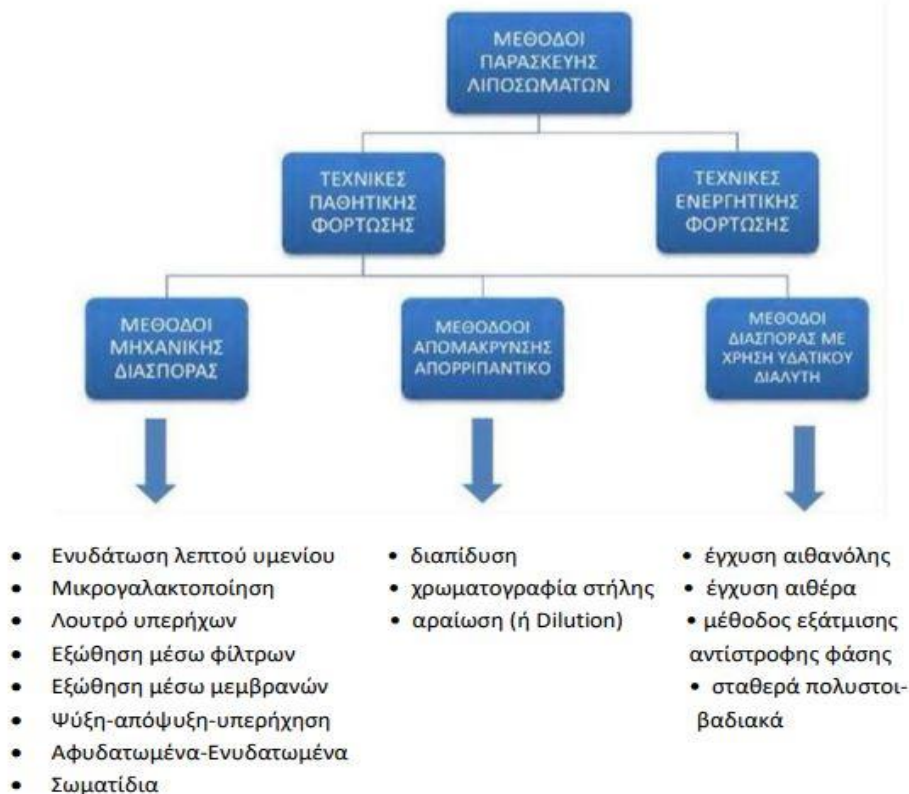 ΜΕΘΟΔΟΙ
ΠΑΡΑΣΚΕΥΗΣ
ΛΙΠΟΣΩΜΑΤΩΝ
ΤΕΧΝΙΚΕΣ
ΠΑΘΗΤΙΚΗΣ
ΦΟΡΤΩΣΗΣ
ΤΕΧΝΙΚΕΣ
ΕΝΕΡΓΗΤΙΚΗΣ
ΦΟΡΤΩΣΗΣ
ΜΕΘΟΔΟΙ
ΜΗΧΑΝΙΚΗΣ
ΔΙΑΣΠΟΡΑΣ
ΜΕΘΟΔΟΟΙ
ΑΠΟΜΑΚΡΥΝΣΗΣ
ΑΠΟΡΡΙΠΑΝΤΙΚΟ
ΜΕΘΟΔΟΙ
ΔΙΑΣΠΟΡΑΣ ΜΕ
ΧΡΗΣΗ ΥΔΑΤΙΚΟΥ
ΔΙΑΛΥΤΗ
• Ενυδάτωση λεπτού υμενίου
• Μικρογαλακτοποίηση
• Λουτρό υπερήχων
• Εξώθηση μέσω φίλτρων
• Εξώθηση μέσω μεμβρανών
• Ψύξη-απόψυξη-υπερήχηση
• Αφυδατωμένα-Ενυδατωμένα
• Σωματίδια
• διαπίδυση
• χρωματογραφία στήλης
• αραίωση (ή Dilution)
• έγχυση αιθανόλης
• έγχυση αιθέρα
• μέθοδος εξάτμισης
αντίστροφης φάσης
• σταθερά πολυστοι-
βαδιακά